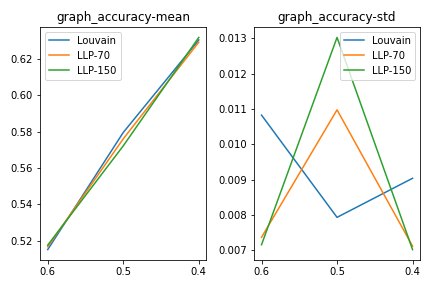 graph_accuracy-mean
Louvain
LLP-70
LLP-150
0.62
0.60
0.58
0.56
0.54
0.52
0.6 0.5 0.4
graph_accuracy-std
Louvain
LLP-70
LLP-150
0.013
0.012
0.011
0.010
0.009
0.008
0.007
0.6 0.5 0.4